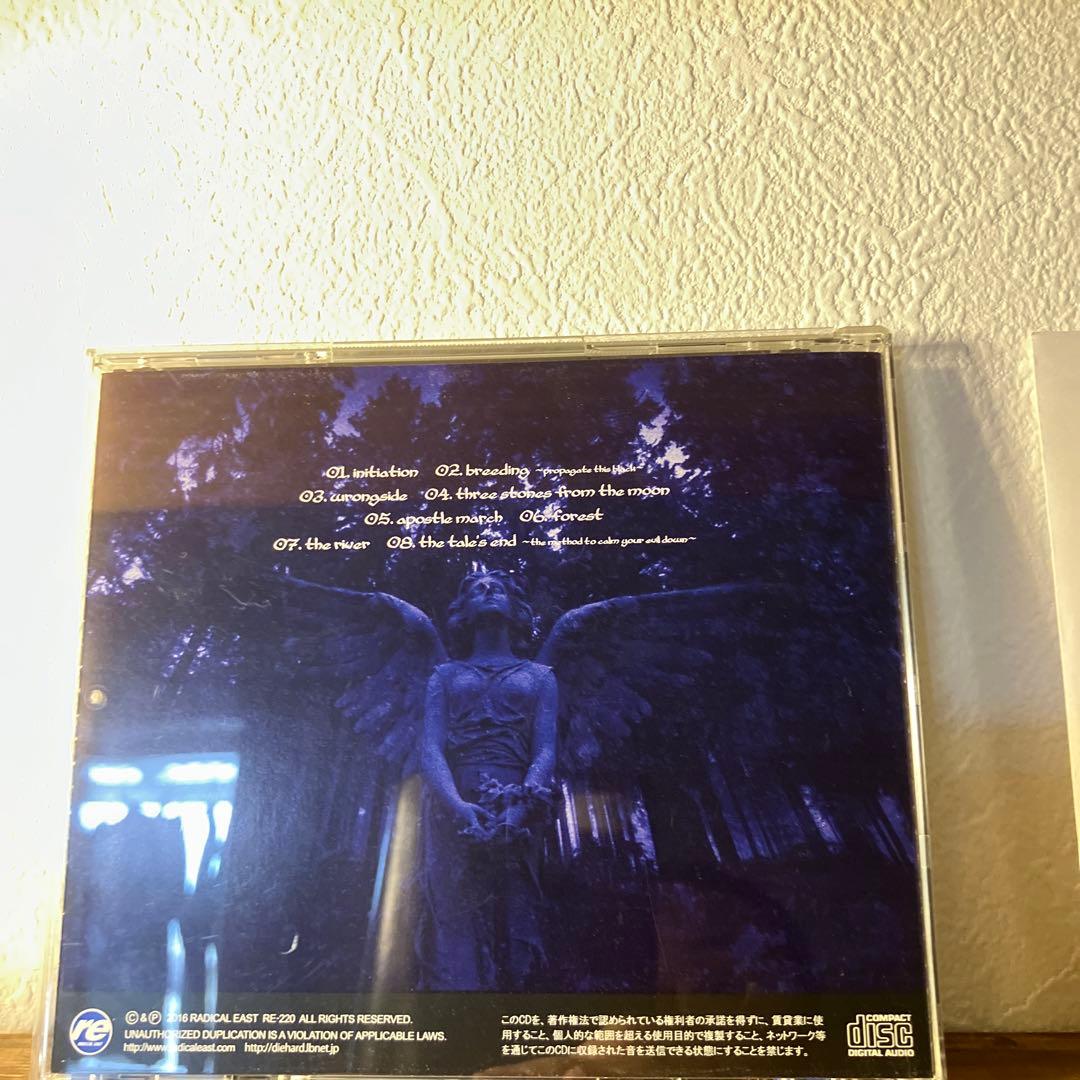 01. initiation 02. breeding ~propagate this black~
03. wrongside 04. three stones from the moon
05. apostle march 06. forest
07. the river 08. the tale's end ~the method to calm your evil down~
re
Ⓒ & Ⓟ 2016 RADICAL EAST RE-220 ALL RIGHTS RESERVED.
UNAUTHORIZED DUPLICATION IS A VIOLATION OF APPLICABLE LAWS.
http://www.radicaleast.com http://diehard.lbnet.jp
このCDを、著作権法で認められている権利者の承諾を得ずに、賃貸業に使
用すること、個人的な範囲を超える使用目的で複製すること、ネットワーク等
を通じてこのCDに収録された音を送信できる状態にすることを禁じます。
COMPACT
disc
DIGITAL AUDIO